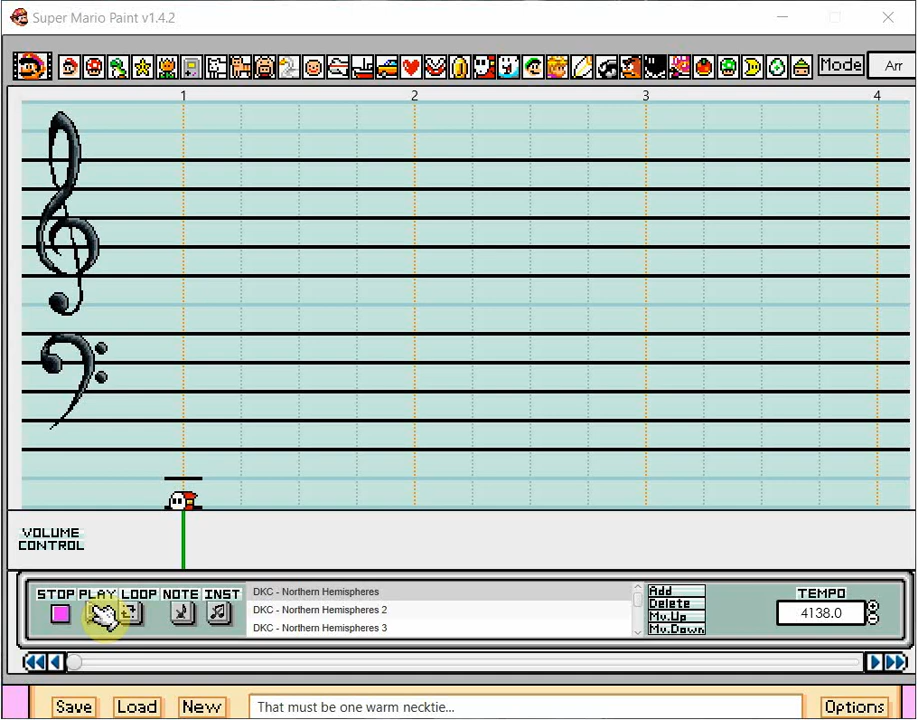 Super Mario Paint v1.4.2
Mode
Arr
1 2 3 4
VOLUME
CONTROL
STOP PLAY LOOP NOTE INST
DKC - Northern Hemispheres
DKC - Northern Hemispheres 2
DKC - Northern Hemispheres 3
Add
Delete
Mv.Up
Mv.Down
TEMPO
4138.0
Save Load New
That must be one warm necktie...
Options